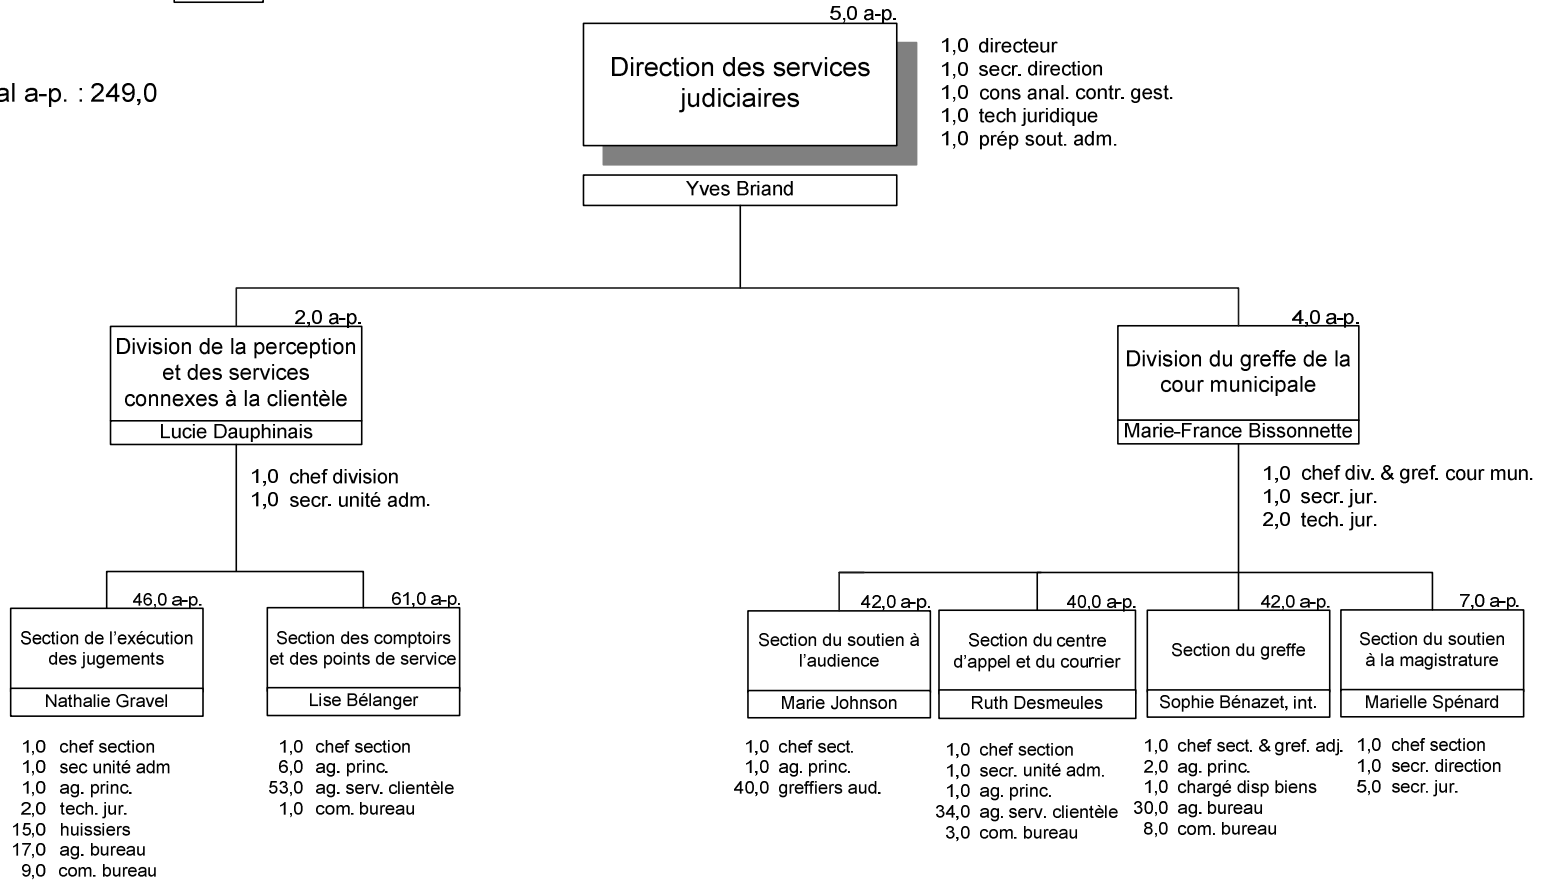 5,0 a-p.
Direction des services
judiciaires
Yves Briand
1,0 directeur
1,0 secr. direction
1,0 cons anal. contr. gest.
1,0 tech juridique
1,0 prép sout. adm.
al a-p. : 249,0
2,0 a-p.
Division de la perception
et des services
connexes à la clientèle
Lucie Dauphinais
1,0 chef division
1,0 secr. unité adm.
4,0 a-p.
Division du greffe de la
cour municipale
Marie-France Bissonnette
1,0 chef div. & gref. cour mun.
1,0 secr. jur.
2,0 tech. jur.
46,0 a-p.
Section de l'exécution
des jugements
Nathalie Gravel
1,0 chef section
1,0 sec unité adm
1,0 ag. princ.
2,0 tech. jur.
15,0 huissiers
17,0 ag. bureau
9,0 com. bureau
61,0 a-p.
Section des comptoirs
et des points de service
Lise Bélanger
1,0 chef section
6,0 ag. princ.
53,0 ag. serv. clientèle
1,0 com. bureau
42,0 a-p.
Section du soutien à
l'audience
Marie Johnson
1,0 chef sect.
1,0 ag. princ.
40,0 greffiers aud.
40,0 a-p.
Section du centre
d'appel et du courrier
Ruth Desmeules
1,0 chef section
1,0 secr. unité adm.
1,0 ag. princ.
34,0 ag. serv. clientèle
3,0 com. bureau
42,0 a-p.
Section du greffe
Sophie Bénazet, int.
1,0 chef sect. & gref. adj.
2,0 ag. princ.
1,0 chargé disp biens
30,0 ag. bureau
8,0 com. bureau
7,0 a-p.
Section du soutien
à la magistrature
Marielle Spénard
1,0 chef section
1,0 secr. direction
5,0 secr. jur.